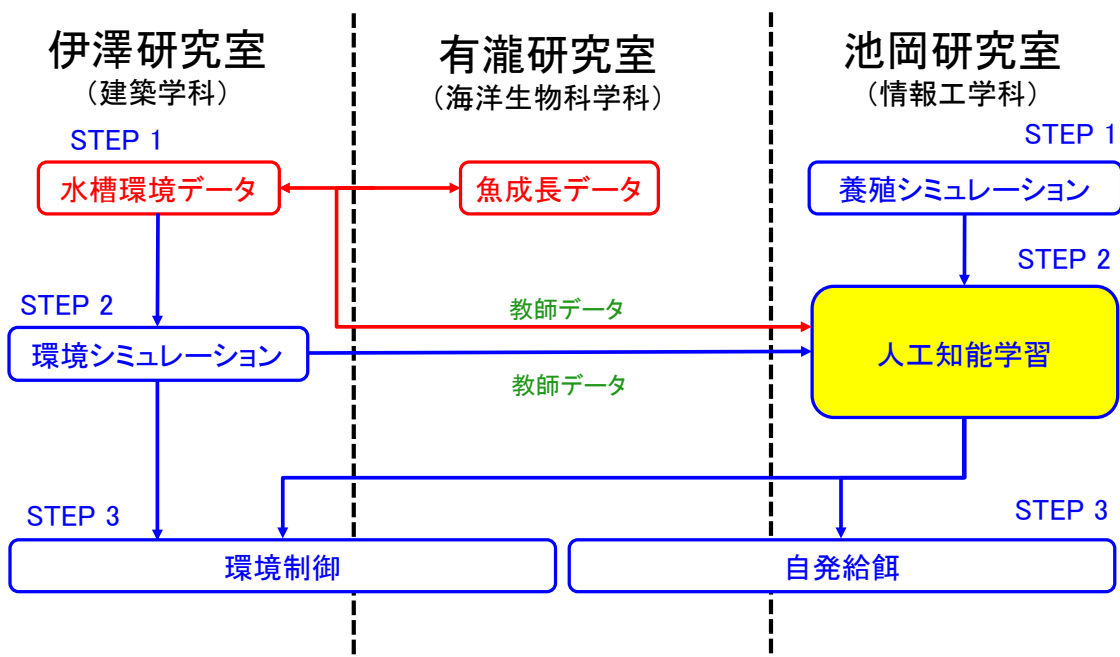 伊澤研究室
（建築学科）
有瀧研究室
（海洋生物科学科）
池岡研究室
（情報工学科）
STEP 1
STEP 1
水槽環境データ
魚成長データ
養殖シミュレーション
STEP 2
STEP 2
教師データ
環境シミュレーション
人工知能学習
教師データ
STEP 3
STEP 3
環境制御
自発給餌